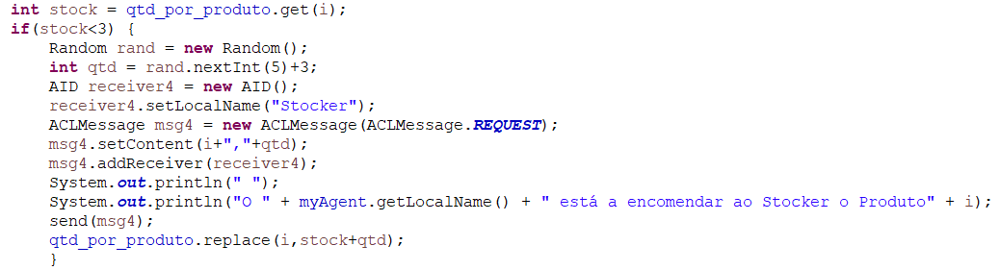 int stock = qtd_por_produto.get(i);
if(stock<3) {
Random rand = new Random();
int qtd = rand.nextInt(5)+3;
AID receiver4 = new AID();
receiver4.setLocalName("Stocker");
ACLMessage msg4 = new ACLMessage(ACLMessage.REQUEST);
msg4.setContent(i+","+qtd);
msg4.addReceiver(receiver4);
System.out.println(" ");
System.out.println("O " + myAgent.getLocalName() + " está a encomendar ao Stocker o Produto" + i);
send(msg4);
qtd_por_produto.replace(i,stock+qtd);
}